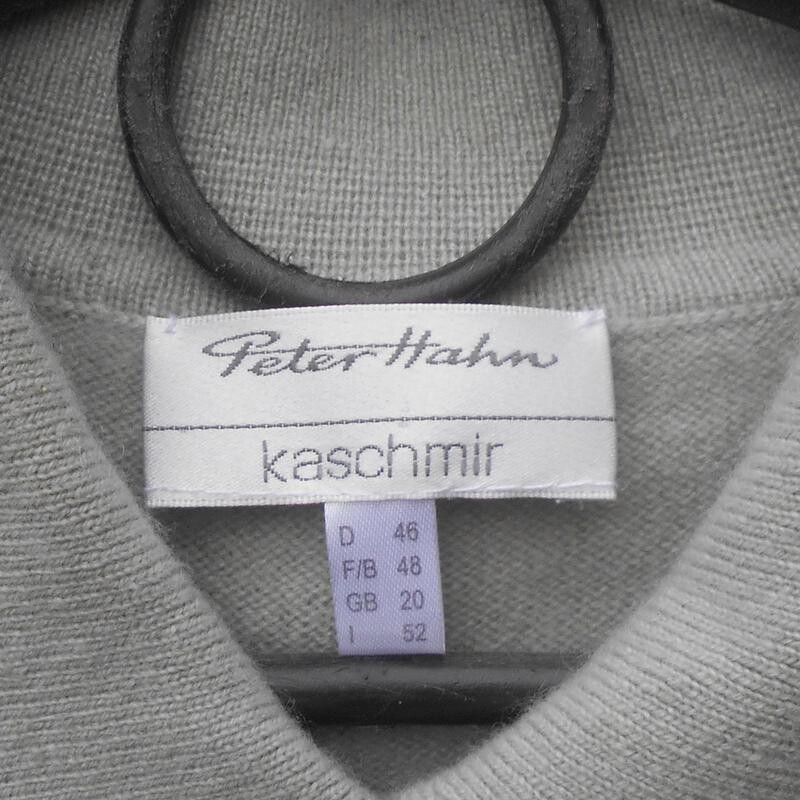 Peter Hahn
kaschmir
D 46
F/B 48
GB 20
I 52